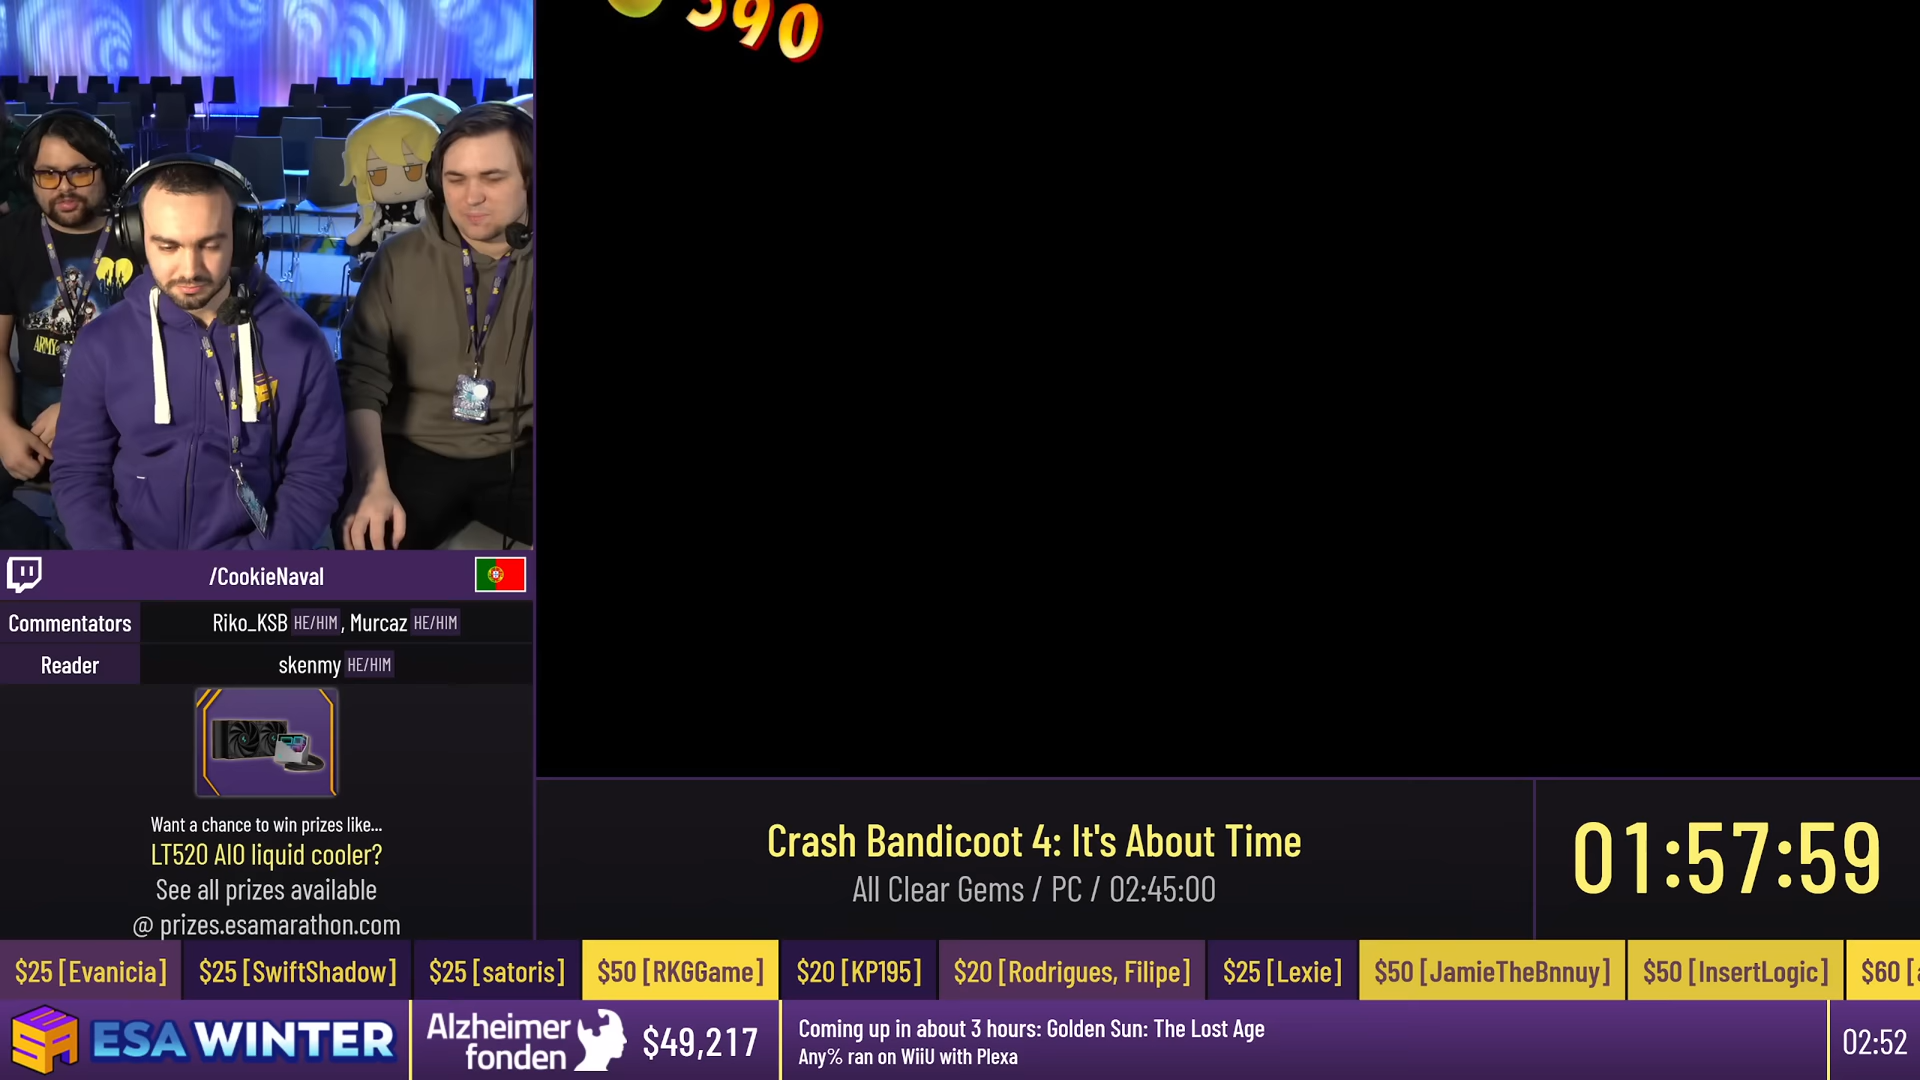 590
/CookieNaval
Commentators
Riko_KSB HE/HIM, Murcaz HE/HIM
Reader
skenmy HE/HIM
Want a chance to win prizes like...
LT520 AIO liquid cooler?
See all prizes available
@ prizes.esamarathon.com
Crash Bandicoot 4: It's About Time
All Clear Gems / PC / 02:45:00
01:57:59
$25 [Evanicia] $25 [SwiftShadow] $25 [satoris] $50 [RKGGame] $20 [KP195] $20 [Rodrigues, Filipe] $25 [Lexie] $50 [JamieTheBnnuy] $50 [InsertLogic] $60
ESA WINTER
Alzheimer
fonden
$49,217
Coming up in about 3 hours: Golden Sun: The Lost Age
Any% ran on WiiU with Plexa
02:52